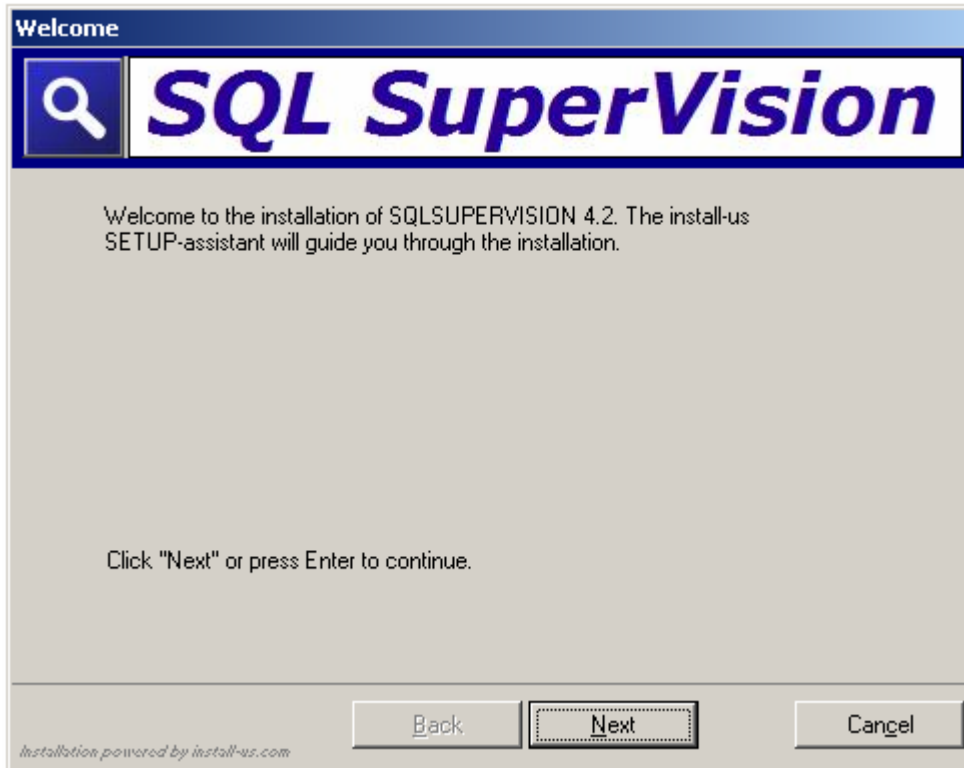 Welcome
SQL SuperVision
Welcome to the installation of SQLSUPERVISION 4.2. The install-us
SETUP-assistant will guide you through the installation.
Click "Next" or press Enter to continue.
Back Next Cancel
Installation powered by install-us.com